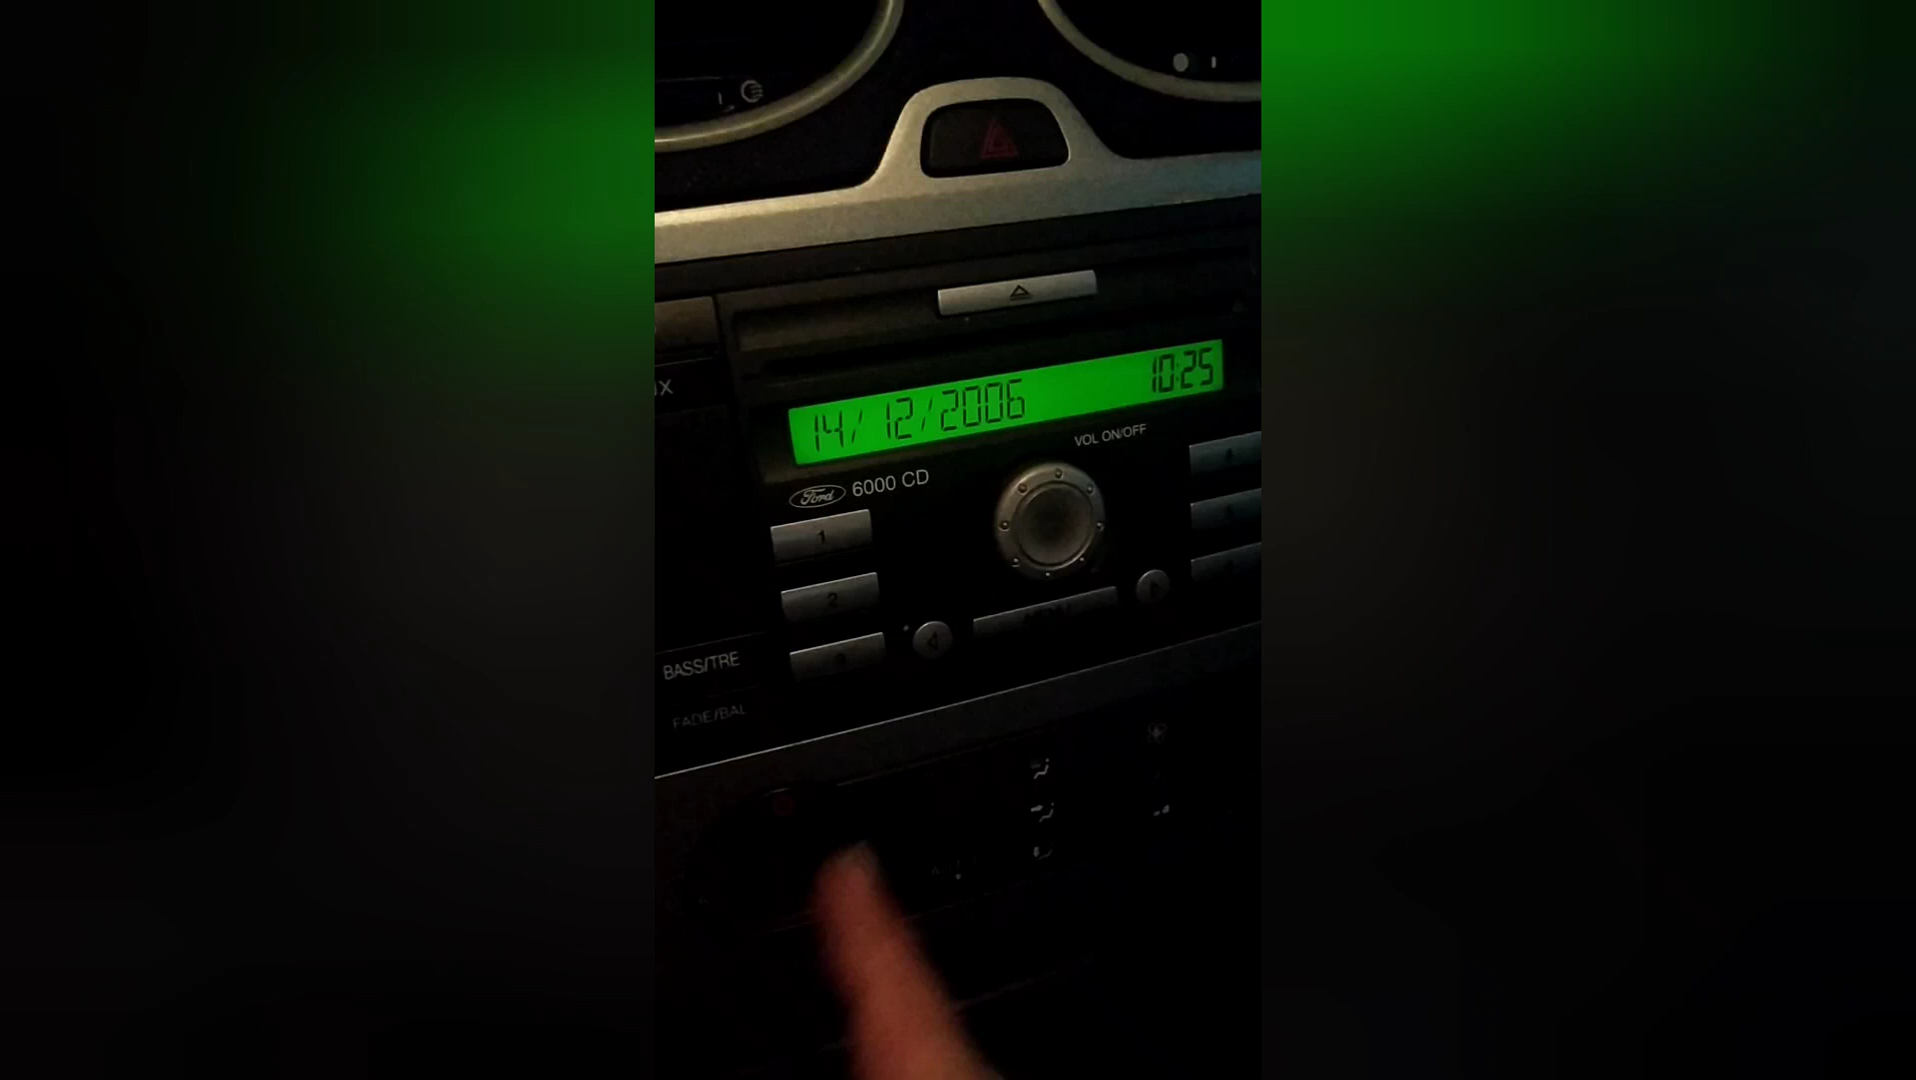 14/12/2006 10:25
VOL ON/OFF
Ford 6000 CD
1
2
BASS/TRE
FADE/BAL